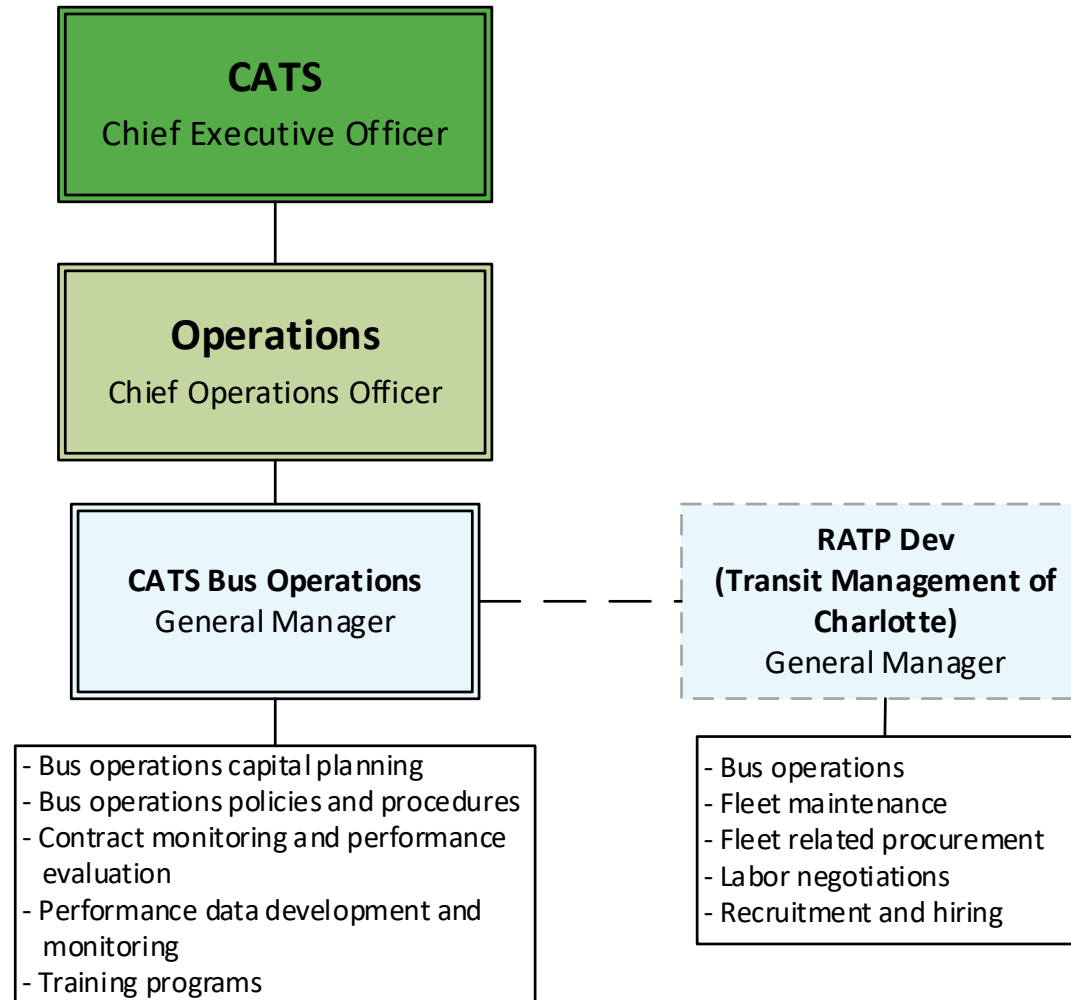 CATS
Chief Executive Officer
Operations
Chief Operations Officer
CATS Bus Operations
General Manager
RATP Dev
(Transit Management of
Charlotte)
General Manager
- Bus operations capital planning
- Bus operations policies and procedures
- Contract monitoring and performance
evaluation
- Performance data development and
monitoring
- Training programs
- Bus operations
- Fleet maintenance
- Fleet related procurement
- Labor negotiations
- Recruitment and hiring